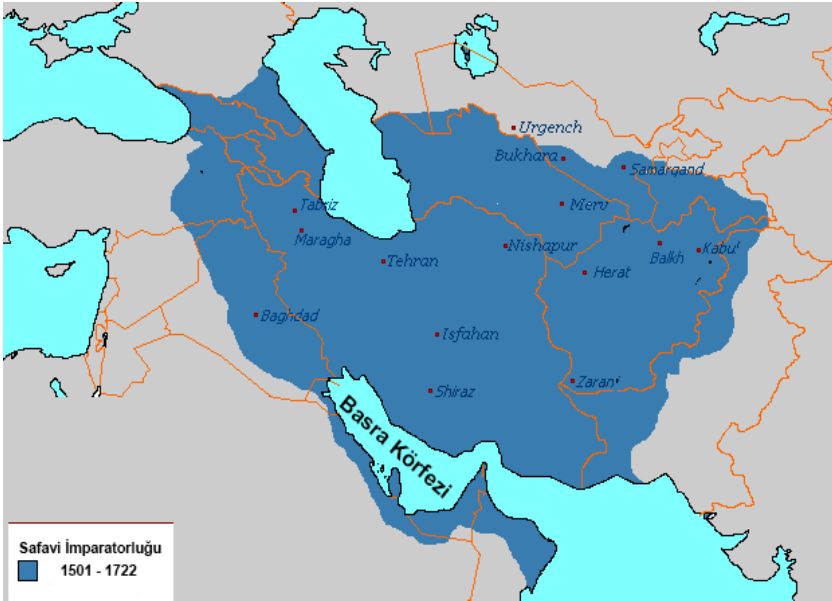 Urgench
Bukhara
Samarqand
Tabriz
Merv
Maragha
Nishapur
Balkh
Kabul
Tehran
Herat
Baghdad
Isfahan
Shiraz
Zaranj
Basra Körfezi
Safavi İmparatorluğu
1501 - 1722